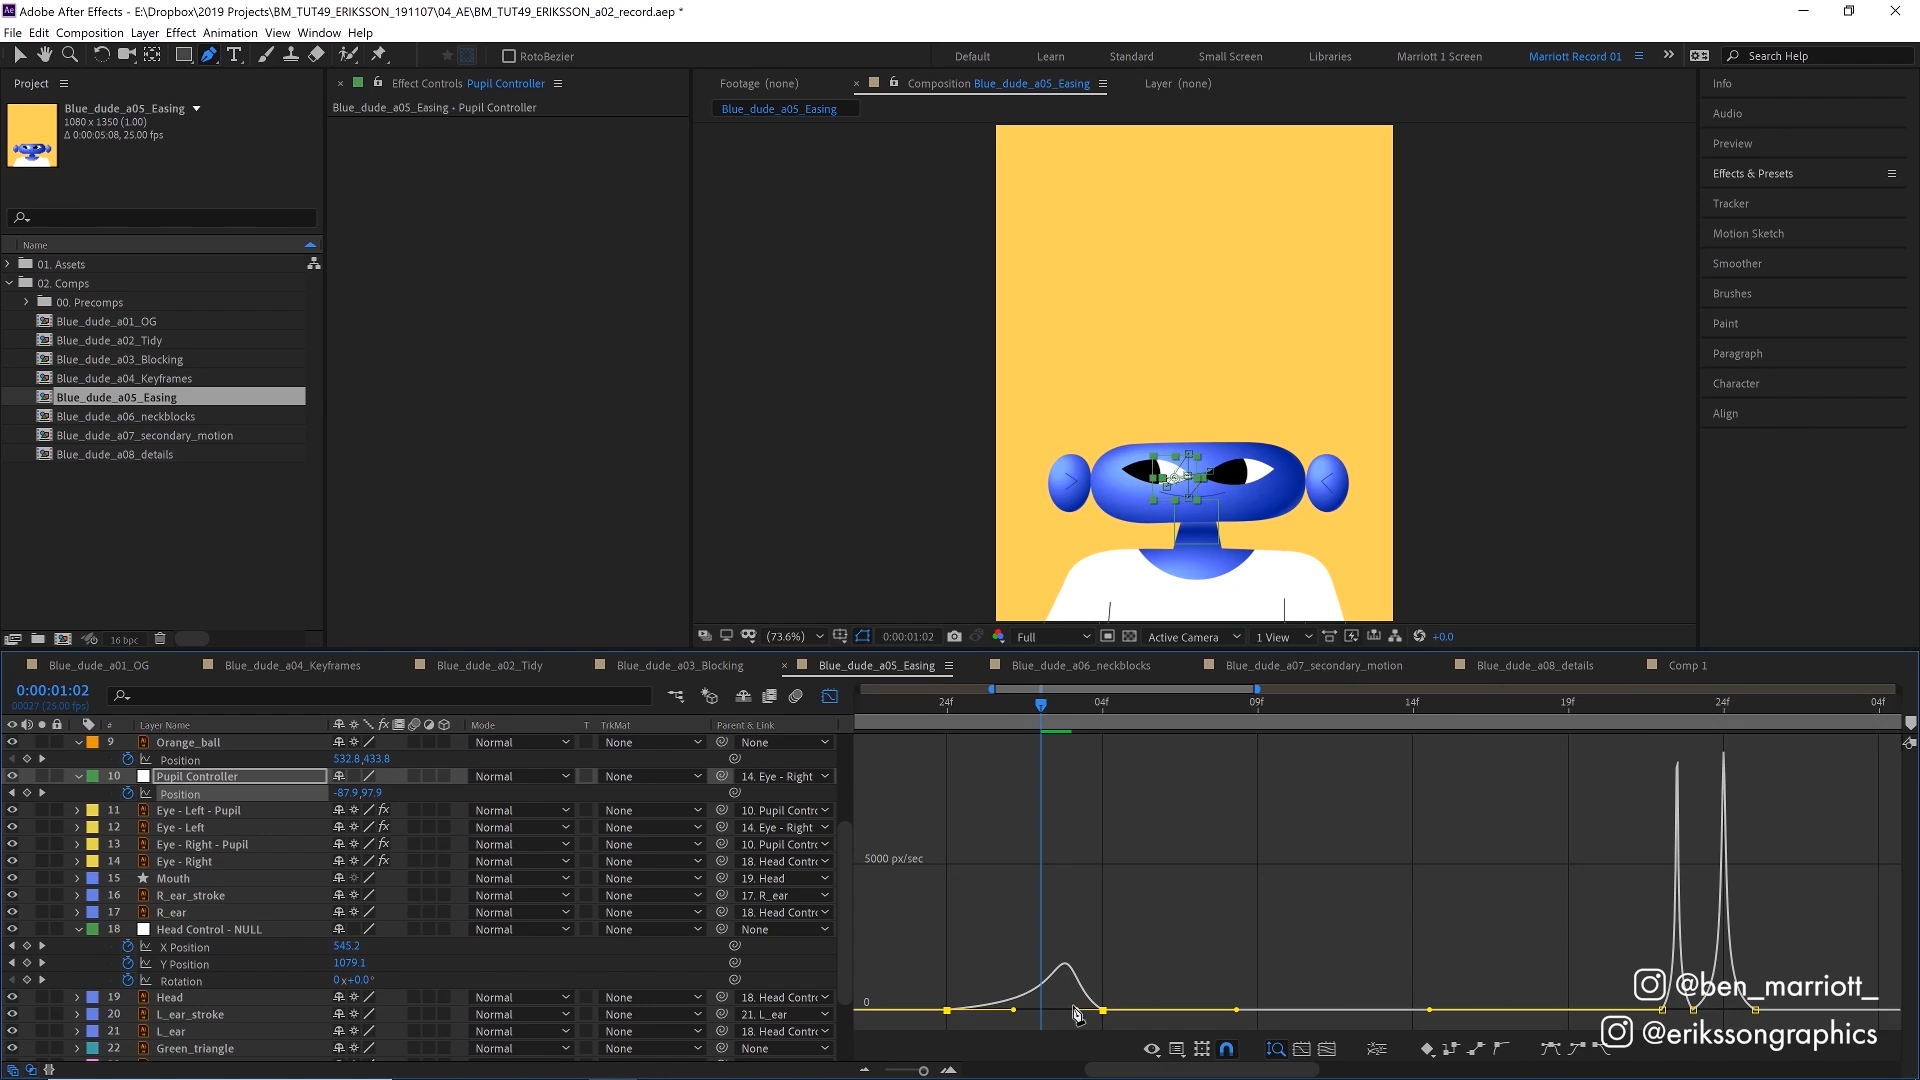 Adobe After Effects - E:\Dropbox\2019 Projects\BM_TUT49_ERIKSSON_191107\04_AE\BM_TUT49_ERIKSSON_a02_record.aep *
File Edit Composition Layer Effect Animation View Window Help
RotoBezier Default Learn Standard Small Screen Libraries Marriott 1 Screen Marriott Record 01 Search Help
Project
Blue_dude_a05_Easing
1080 x 1350 (1.00)
Δ 0:00:05:08, 25.00 fps
Name
01. Assets
02. Comps
00. Precomps
Blue_dude_a01_OG
Blue_dude_a02_Tidy
Blue_dude_a03_Blocking
Blue_dude_a04_Keyframes
Blue_dude_a05_Easing
Blue_dude_a06_neckblocks
Blue_dude_a07_secondary_motion
Blue_dude_a08_details
16 bpc
Effect Controls Pupil Controller
Blue_dude_a05_Easing • Pupil Controller
Footage (none) Composition Blue_dude_a05_Easing Layer (none)
Blue_dude_a05_Easing
(73.6%) 0:00:01:02 Full Active Camera 1 View +0.0
Info
Audio
Preview
Effects & Presets
Tracker
Motion Sketch
Smoother
Brushes
Paint
Paragraph
Character
Align
Blue_dude_a01_OG Blue_dude_a04_Keyframes Blue_dude_a02_Tidy Blue_dude_a03_Blocking Blue_dude_a05_Easing Blue_dude_a06_neckblocks Blue_dude_a07_secondary_motion Blue_dude_a08_details Comp 1
0:00:01:02
00027 (25.00 fps)
# Layer Name fx Mode T TrkMat Parent & Link
9 Orange_ball Normal None None
Position 532.8,433.8
10 Pupil Controller Normal None 14. Eye - Right
Position -87.9,97.9
11 Eye - Left - Pupil fx Normal None 10. Pupil Contr
12 Eye - Left Normal None 14. Eye - Right
13 Eye - Right - Pupil fx Normal None 10. Pupil Contr
14 Eye - Right fx Normal None 18. Head Contr
15 Mouth Normal None 19. Head
16 R_ear_stroke Normal None 17. R_ear
17 R_ear Normal None 18. Head Contr
18 Head Control - NULL Normal None None
X Position 545.2
Y Position 1079.1
Rotation 0x+0.0°
19 Head Normal None 18. Head Contr
20 L_ear_stroke Normal None 21. L_ear
21 L_ear Normal None 18. Head Contr
22 Green_triangle Normal None None
24f 04f 09f 14f 19f 24f 04f
5000 px/sec
0
@ben_marriott_
@erikssongraphics